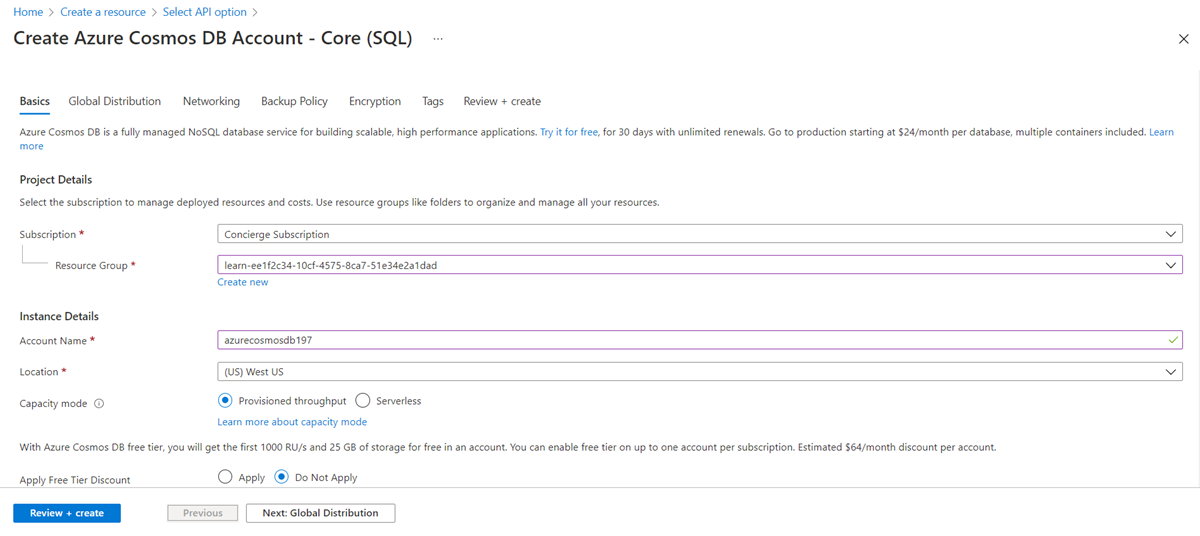 Home > Create a resource > Select API option >
Create Azure Cosmos DB Account - Core (SQL) ...
Basics Global Distribution Networking Backup Policy Encryption Tags Review + create
Azure Cosmos DB is a fully managed NoSQL database service for building scalable, high performance applications. Try it for free, for 30 days with unlimited renewals. Go to production starting at $24/month per database, multiple containers included. Learn
more
Project Details
Select the subscription to manage deployed resources and costs. Use resource groups like folders to organize and manage all your resources.
Subscription * Concierge Subscription
Resource Group * learn-ee1f2c34-10cf-4575-8ca7-51e34e2a1dad
Create new
Instance Details
Account Name * azurecosmosdb197
Location * (US) West US
Capacity mode Provisioned throughput Serverless
Learn more about capacity mode
With Azure Cosmos DB free tier, you will get the first 1000 RU/s and 25 GB of storage for free in an account. You can enable free tier on up to one account per subscription. Estimated $64/month discount per account.
Apply Free Tier Discount Apply Do Not Apply
Review + create Previous Next: Global Distribution